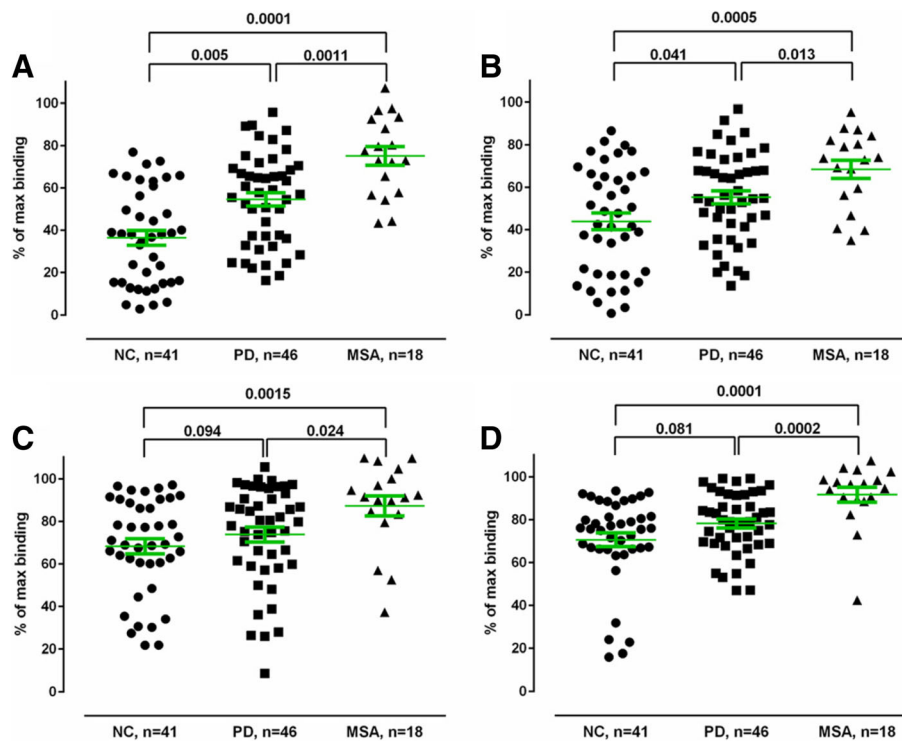 A
0.0001
0.005
0.0011
% of max binding
100
80
60
40
20
0
NC, n=41
PD, n=46
MSA, n=18
B
0.0005
0.041
0.013
% of max binding
100
80
60
40
20
0
NC, n=41
PD, n=46
MSA, n=18
C
0.0015
0.094
0.024
% of max binding
100
80
60
40
20
0
NC, n=41
PD, n=46
MSA, n=18
D
0.0001
0.081
0.0002
% of max binding
100
80
60
40
20
0
NC, n=41
PD, n=46
MSA, n=18